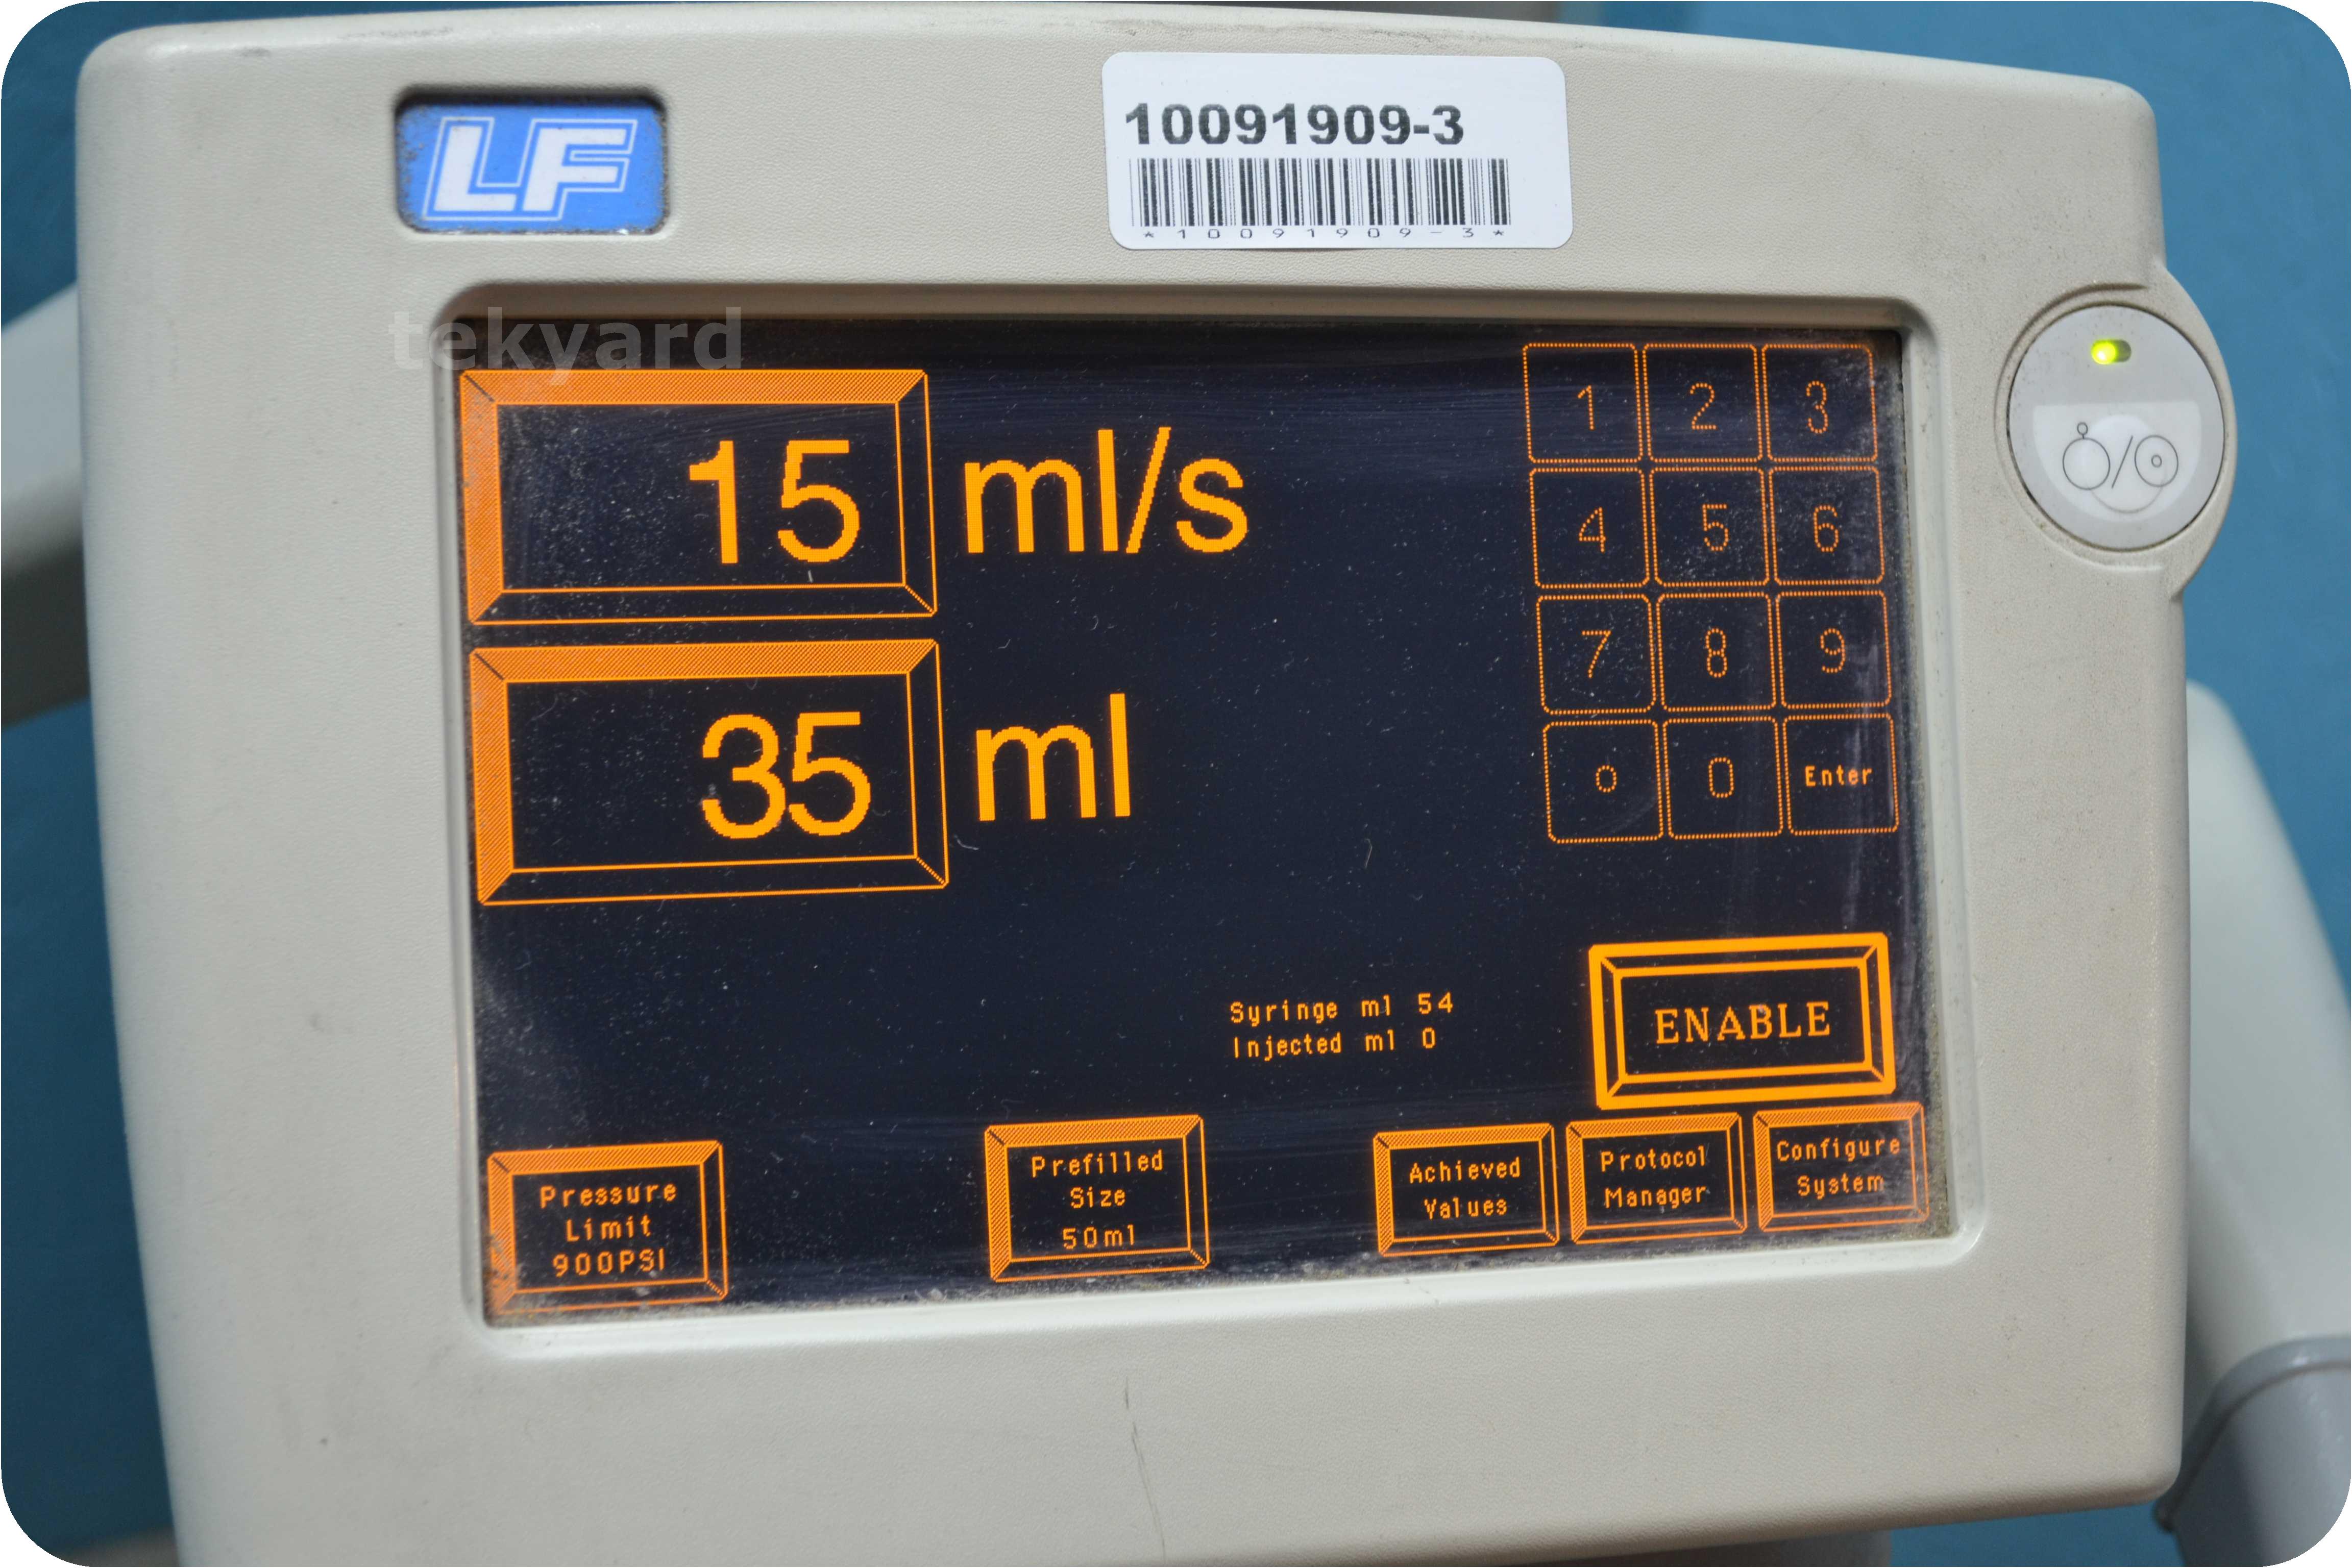 LF
10091909-3
*10091909-3*
tekyard
15 ml/s
35 ml
1 2 3
4 5 6
7 8 9
0 Enter
Syringe ml 54
Injected ml 0
ENABLE
Pressure
Limit
900PSI
Prefilled
Size
50ml
Achieved
Values
Protocol
Manager
Configure
System